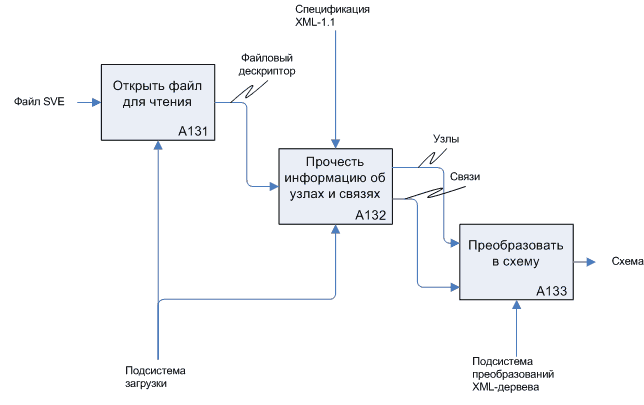 Спецификация
XML-1.1
Файловый
дескриптор
Открыть файл
для чтения
Файл SVE
A131
Узлы
Прочесть
информацию об
узлах и связях
Связи
A132
Преобразовать
в схему
Схема
A133
Подсистема
загрузки
Подсистема
преобразований
XML-дервева